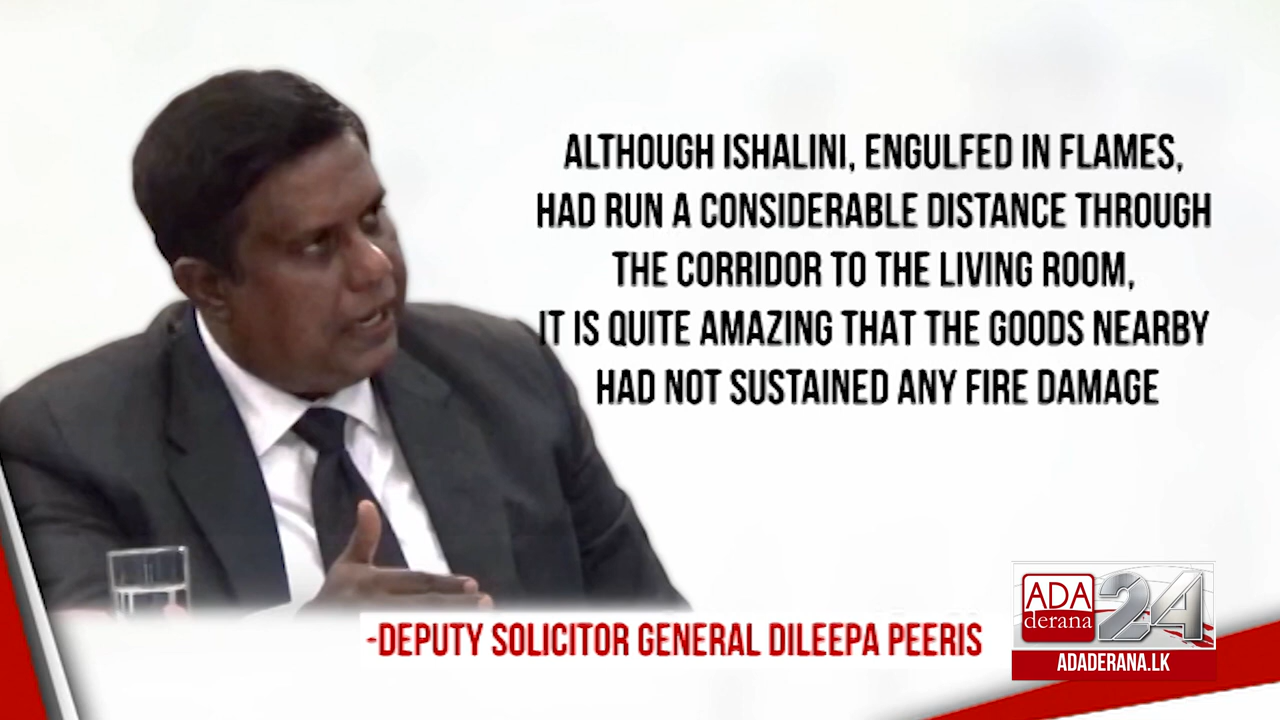 ALTHOUGH ISHALINI, ENGULFED IN FLAMES,
HAD RUN A CONSIDERABLE DISTANCE THROUGH
THE CORRIDOR TO THE LIVING ROOM,
IT IS QUITE AMAZING THAT THE GOODS NEARBY
HAD NOT SUSTAINED ANY FIRE DAMAGE
-DEPUTY SOLICITOR GENERAL DILEEPA PEERIS
ADA
derana
24
ADADERANA.LK